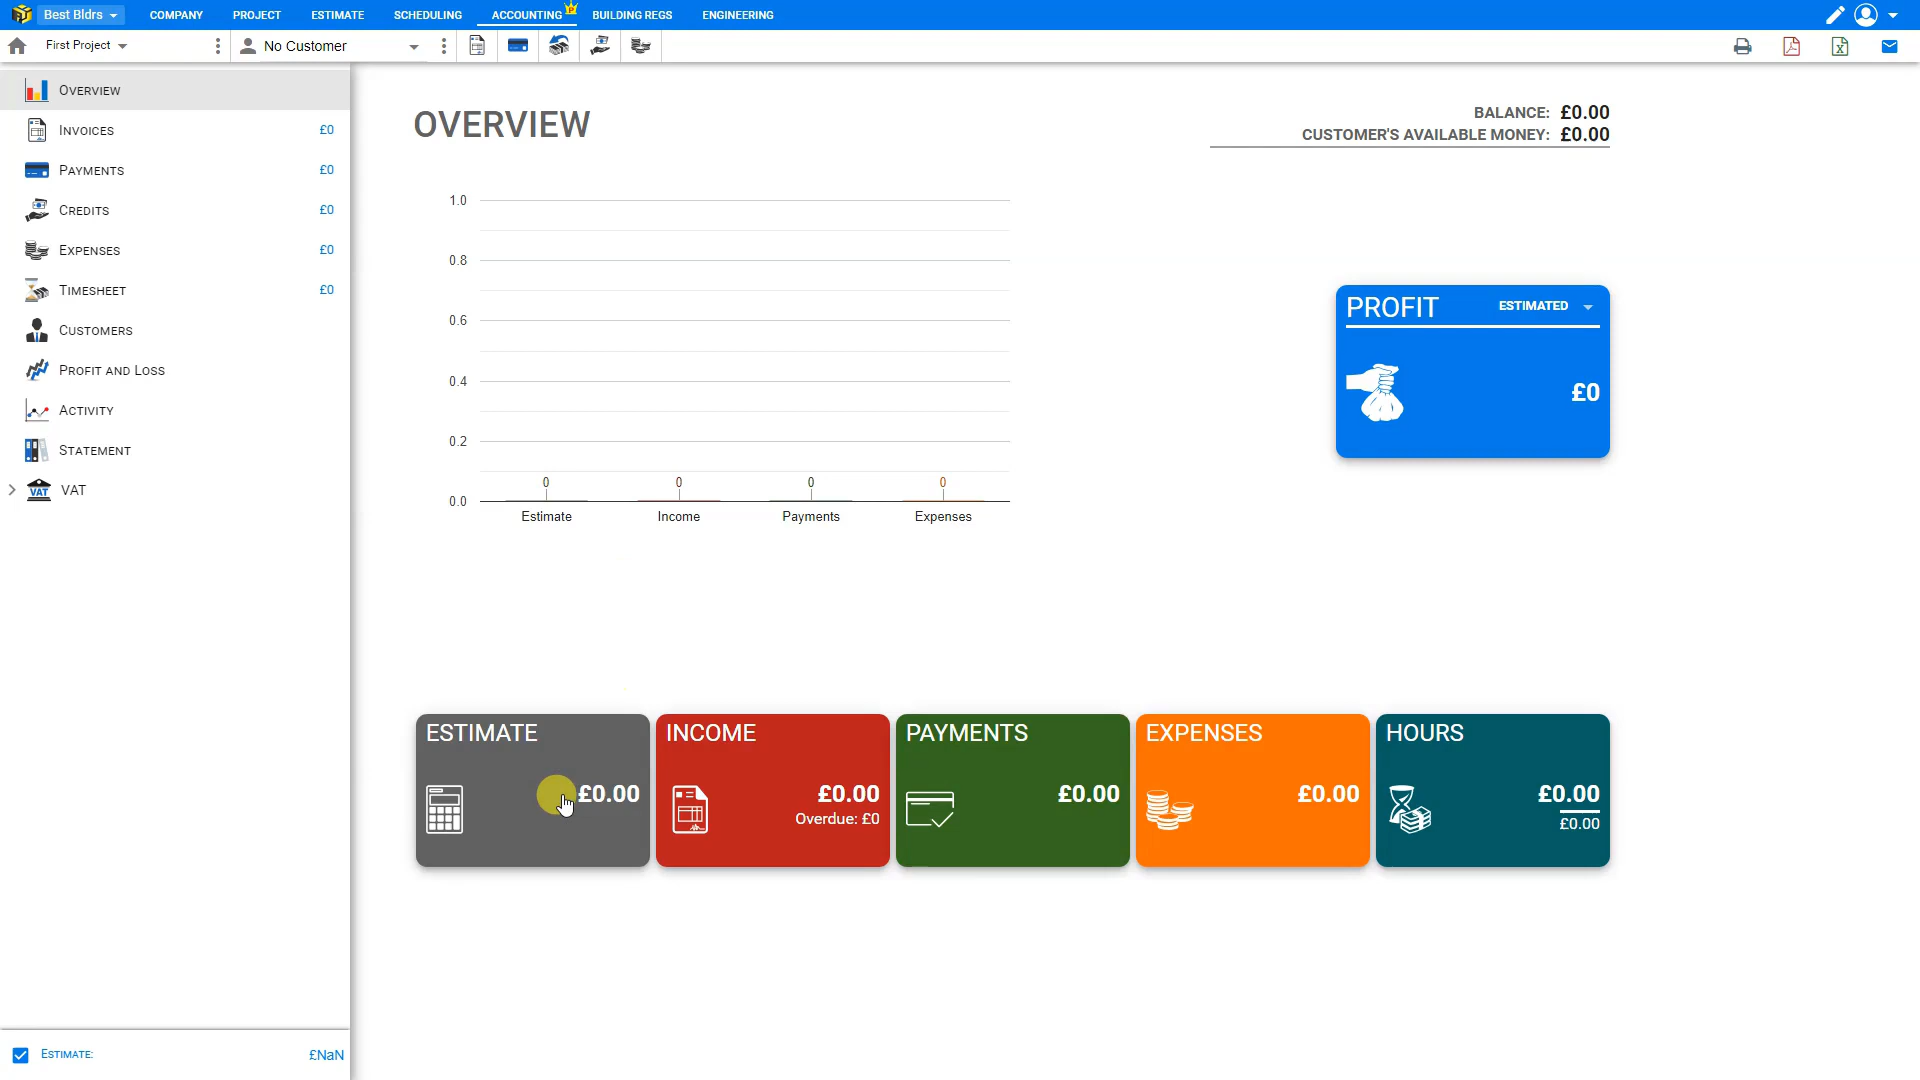 Best Bldrs
COMPANY
PROJECT
ESTIMATE
SCHEDULING
ACCOUNTING
BUILDING REGS
ENGINEERING
First Project
No Customer
OVERVIEW
INVOICES £0
PAYMENTS £0
CREDITS £0
EXPENSES £0
TIMESHEET £0
CUSTOMERS
PROFIT AND LOSS
ACTIVITY
STATEMENT
VAT VAT
ESTIMATE: £NaN
OVERVIEW
BALANCE: £0.00
CUSTOMER'S AVAILABLE MONEY: £0.00
1.0
0.8
0.6
0.4
0.2
0.0
0 0 0 0
Estimate Income Payments Expenses
PROFIT ESTIMATED
£0
ESTIMATE
£0.00
INCOME
£0.00
Overdue: £0
PAYMENTS
£0.00
EXPENSES
£0.00
HOURS
£0.00
£0.00